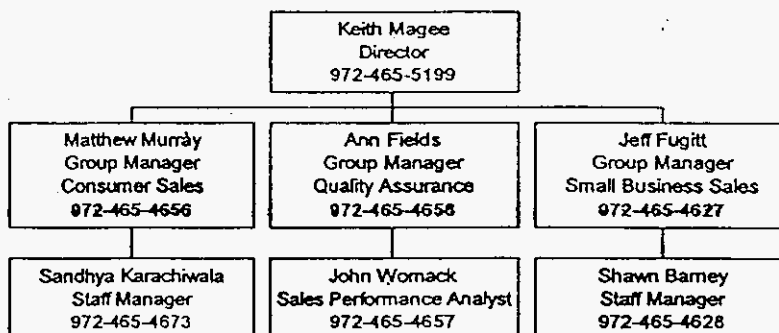 Keith Magee
Director
972-465-5199
Matthew Murray
Group Manager
Consumer Sales
972-465-4656
Ann Fields
Group Manager
Quality Assurance
972-465-4658
Jeff Fugitt
Group Manager
Small Business Sales
972-465-4627
Sandhya Karachiwala
Staff Manager
972-465-4673
John Womack
Sales Performance Analyst
972-465-4657
Shawn Barney
Staff Manager
972-465-4628